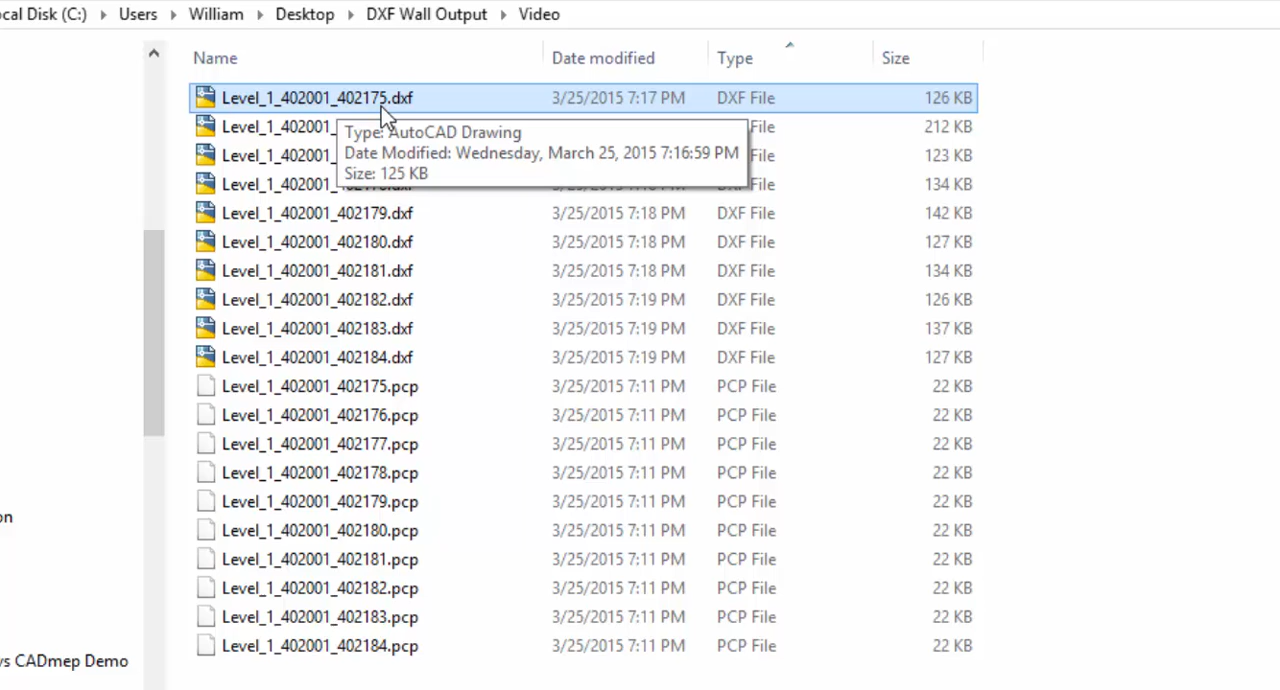 ocal Disk (C:) Users William Desktop DXF Wall Output Video
Name Date modified Type Size
Level_1_402001_402175.dxf 3/25/2015 7:17 PM DXF File 126 KB
Level_1_402001_ File 212 KB
Type: AutoCAD Drawing
Level_1_402001_ Date Modified: Wednesday, March 25, 2015 7:16:59 PM File 123 KB
Size: 125 KB
Level_1_402001_ DXF File 134 KB
Level_1_402001_402179.dxf 3/25/2015 7:18 PM DXF File 142 KB
Level_1_402001_402180.dxf 3/25/2015 7:18 PM DXF File 127 KB
Level_1_402001_402181.dxf 3/25/2015 7:18 PM DXF File 134 KB
Level_1_402001_402182.dxf 3/25/2015 7:19 PM DXF File 126 KB
Level_1_402001_402183.dxf 3/25/2015 7:19 PM DXF File 137 KB
Level_1_402001_402184.dxf 3/25/2015 7:19 PM DXF File 127 KB
Level_1_402001_402175.pcp 3/25/2015 7:11 PM PCP File 22 KB
Level_1_402001_402176.pcp 3/25/2015 7:11 PM PCP File 22 KB
Level_1_402001_402177.pcp 3/25/2015 7:11 PM PCP File 22 KB
Level_1_402001_402178.pcp 3/25/2015 7:11 PM PCP File 22 KB
Level_1_402001_402179.pcp 3/25/2015 7:11 PM PCP File 22 KB
on
Level_1_402001_402180.pcp 3/25/2015 7:11 PM PCP File 22 KB
Level_1_402001_402181.pcp 3/25/2015 7:11 PM PCP File 22 KB
Level_1_402001_402182.pcp 3/25/2015 7:11 PM PCP File 22 KB
Level_1_402001_402183.pcp 3/25/2015 7:11 PM PCP File 22 KB
Level_1_402001_402184.pcp 3/25/2015 7:11 PM PCP File 22 KB
vs CADmep Demo